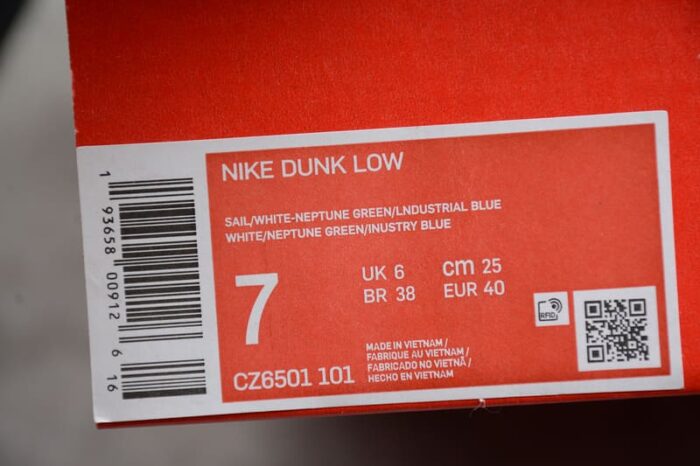 NIKE DUNK LOW
SAIL/WHITE-NEPTUNE GREEN/LNDUSTRIAL BLUE
WHITE/NEPTUNE GREEN/INUSTRY BLUE
7
UK 6 cm 25
BR 38 EUR 40
RFID
MADE IN VIETNAM /
FABRIQUE AU VIETNAM /
FABRICADO NO VIETNÃ /
HECHO EN VIETNAM
CZ6501 101
1 93658 00912 6 16